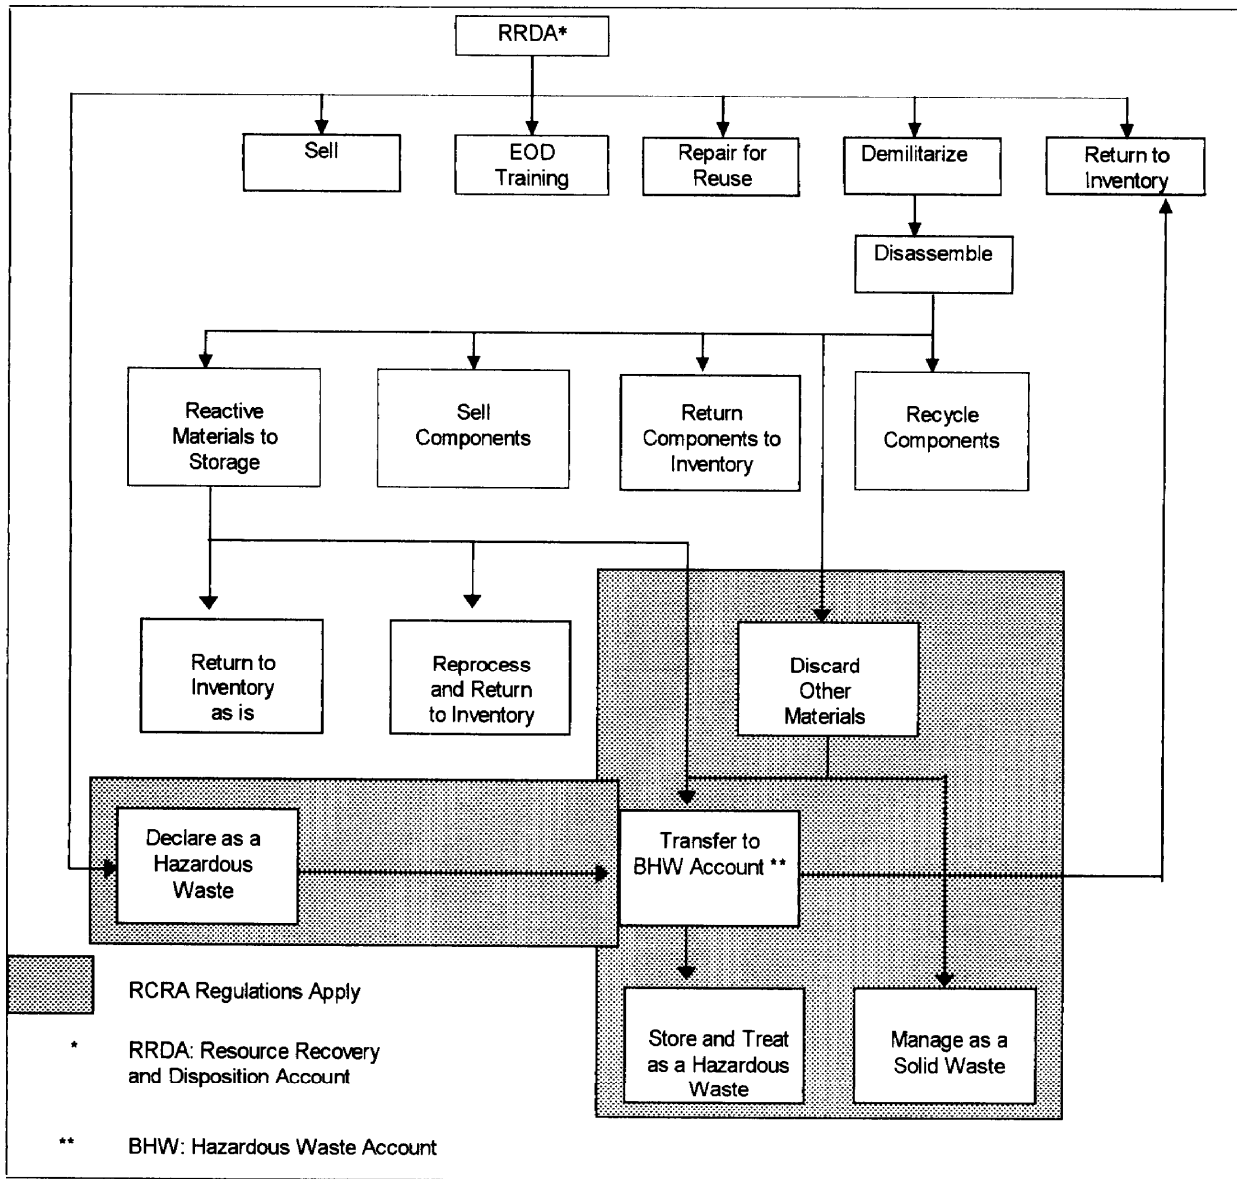 RRDA*
Sell
EOD
Training
Repair for
Reuse
Demilitarize
Return to
Inventory
Disassemble
Reactive
Materials to
Storage
Sell
Components
Return
Components to
Inventory
Recycle
Components
Return to
Inventory
as is
Reprocess
and Return
to Inventory
Discard
Other
Materials
Declare as a
Hazardous
Waste
Transfer to
BHW Account **
Store and Treat
as a Hazardous
Waste
Manage as a
Solid Waste
RCRA Regulations Apply
* RRDA: Resource Recovery
and Disposition Account
** BHW: Hazardous Waste Account